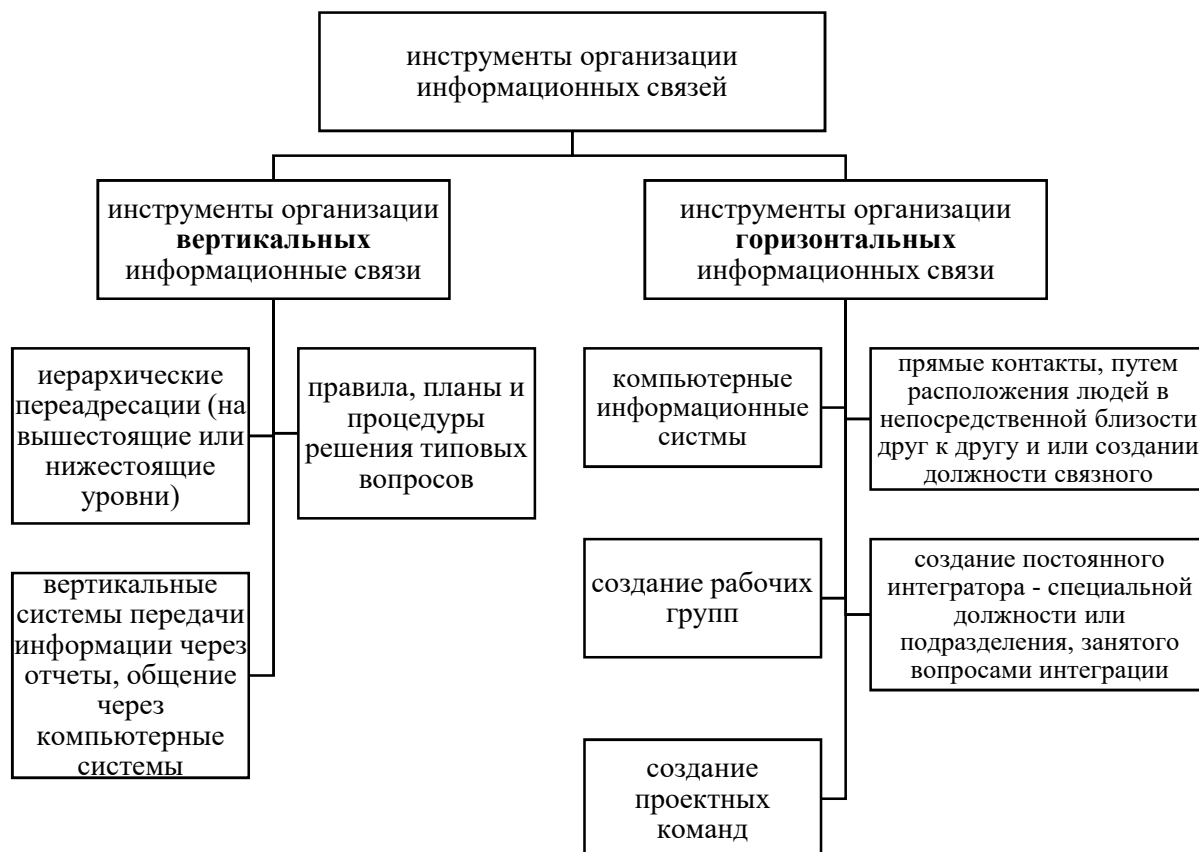 инструменты организации
информационных связей
инструменты организации
вертикальных
информационные связи
инструменты организации
горизонтальных
информационных связи
иерархические
переадресации (на
вышестоящие или
нижестоящие
уровни)
правила, планы и
процедуры
решения типовых
вопросов
компьютерные
информационные
систмы
прямые контакты, путем
расположения людей в
непосредственной близости
друг к другу и или создании
должности связного
вертикальные
системы передачи
информации через
отчеты, общение
через
компьютерные
системы
создание рабочих
групп
создание постоянного
интегратора - специальной
должности или
подразделения, занятого
вопросами интеграции
создание
проектных
команд